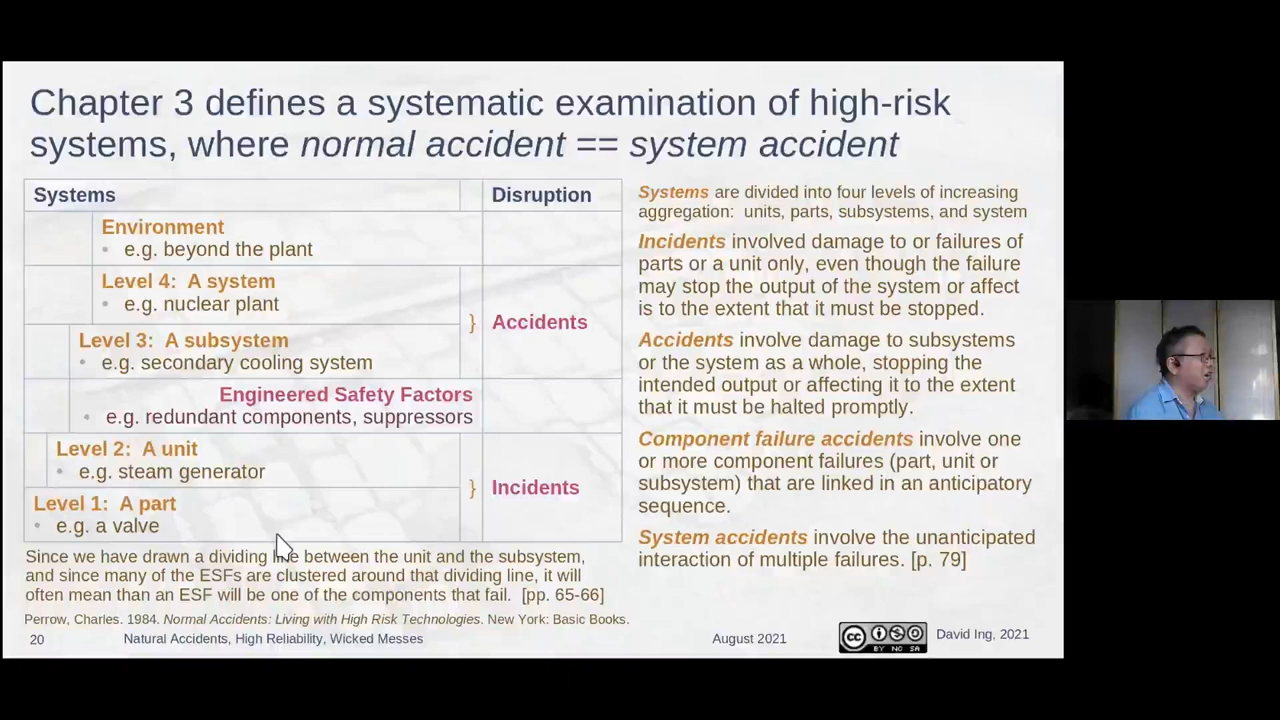 Chapter 3 defines a systematic examination of high-risk
systems, where normal accident == system accident
Systems
Disruption
Environment
• e.g. beyond the plant
Level 4: A system
• e.g. nuclear plant
Level 3: A subsystem
• e.g. secondary cooling system
} Accidents
Engineered Safety Factors
• e.g. redundant components, suppressors
Level 2: A unit
• e.g. steam generator
Level 1: A part
• e.g. a valve
} Incidents
Since we have drawn a dividing line between the unit and the subsystem,
and since many of the ESFs are clustered around that dividing line, it will
often mean than an ESF will be one of the components that fail. [pp. 65-66]
Systems are divided into four levels of increasing
aggregation: units, parts, subsystems, and system
Incidents involved damage to or failures of
parts or a unit only, even though the failure
may stop the output of the system or affect
is to the extent that it must be stopped.
Accidents involve damage to subsystems
or the system as a whole, stopping the
intended output or affecting it to the extent
that it must be halted promptly.
Component failure accidents involve one
or more component failures (part, unit or
subsystem) that are linked in an anticipatory
sequence.
System accidents involve the unanticipated
interaction of multiple failures. [p. 79]
Perrow, Charles. 1984. Normal Accidents: Living with High Risk Technologies. New York: Basic Books.
20
Natural Accidents, High Reliability, Wicked Messes
August 2021
cc
BY NC SA
David Ing, 2021